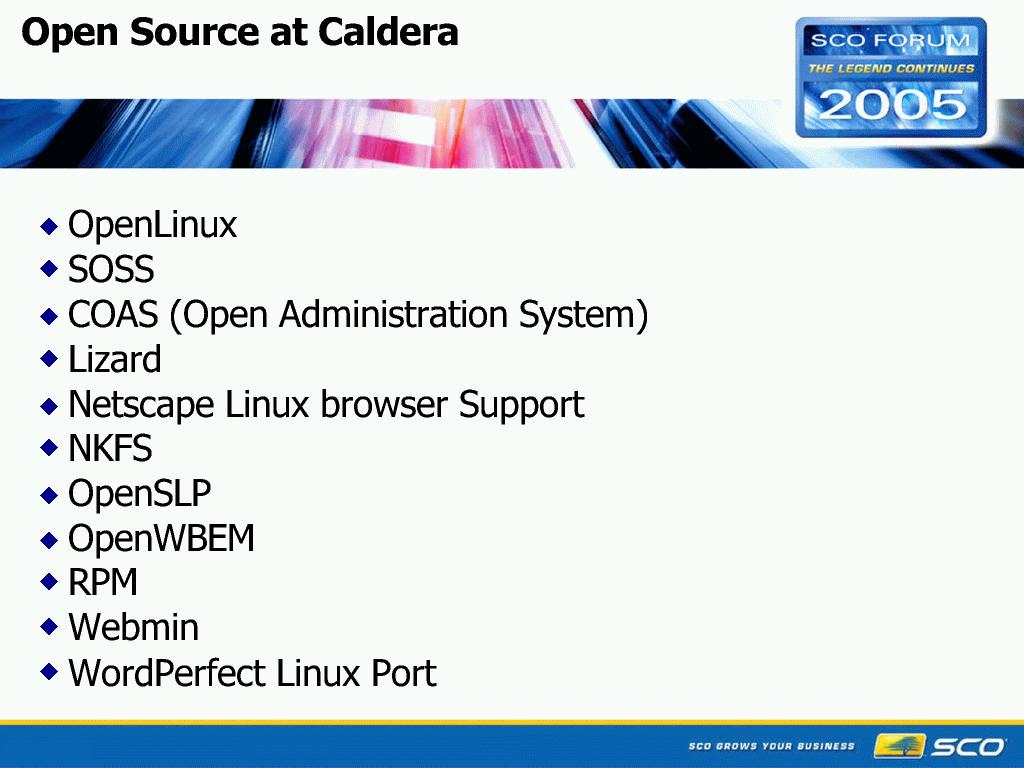 Open Source at Caldera
SCO FORUM
THE LEGEND CONTINUES
2005
OpenLinux
SOSS
COAS (Open Administration System)
Lizard
Netscape Linux browser Support
NKFS
OpenSLP
OpenWBEM
RPM
Webmin
WordPerfect Linux Port
SCO GROWS YOUR BUSINESS
SCO